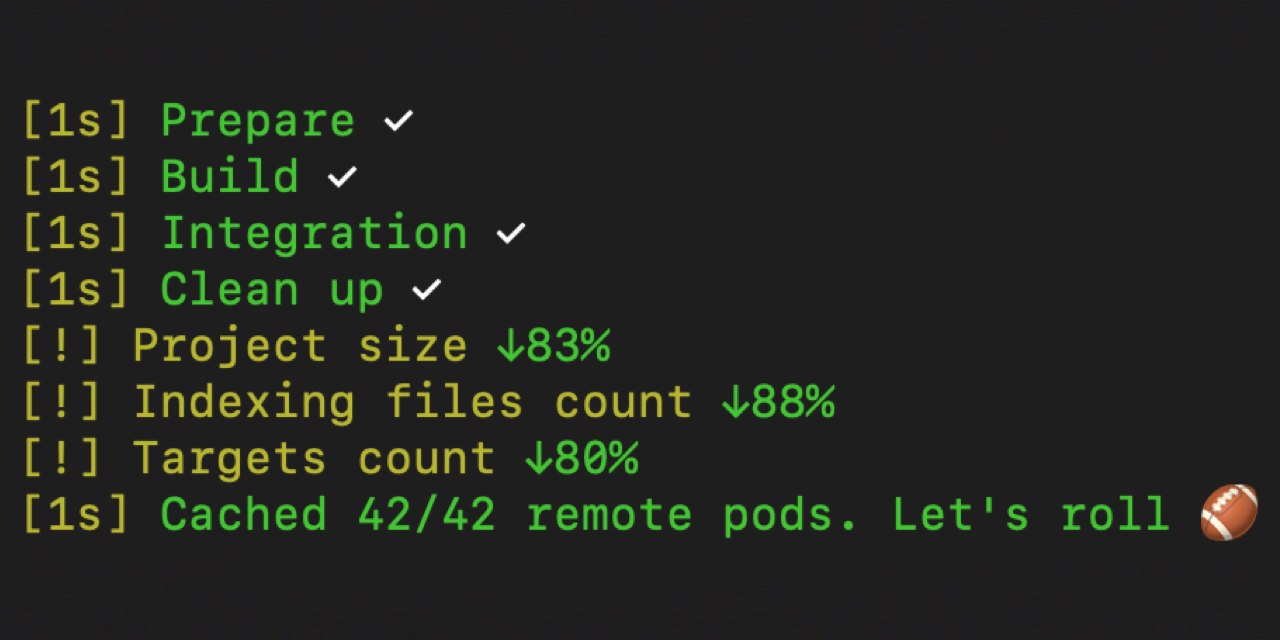 [1s] Prepare ✓
[1s] Build ✓
[1s] Integration ✓
[1s] Clean up ✓
[!] Project size ↓83%
[!] Indexing files count ↓88%
[!] Targets count ↓80%
[1s] Cached 42/42 remote pods. Let's roll 🏈